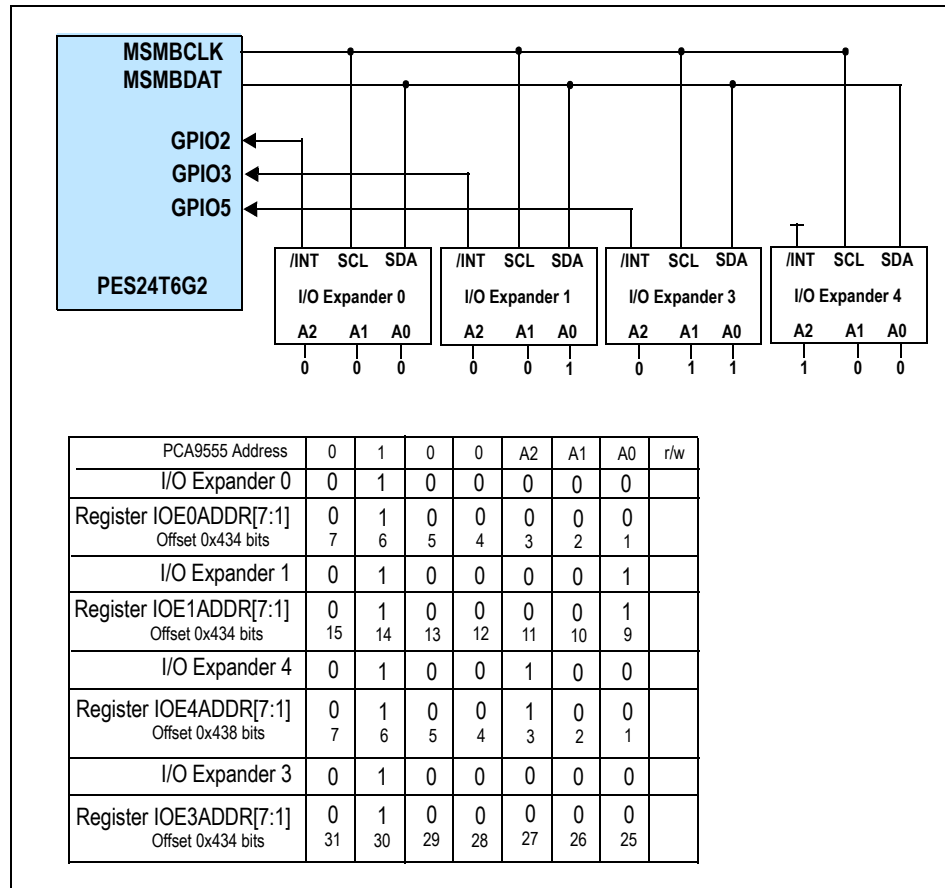 MSMBCLK
MSMBDAT
GPIO2
GPIO3
GPIO5
PES24T6G2
/INT SCL SDA
I/O Expander 0
A2 A1 A0
0 0 0
/INT SCL SDA
I/O Expander 1
A2 A1 A0
0 0 1
/INT SCL SDA
I/O Expander 3
A2 A1 A0
0 1 1
/INT SCL SDA
I/O Expander 4
A2 A1 A0
1 0 0
PCA9555 Address 0 1 0 0 A2 A1 A0 r/w
I/O Expander 0 0 1 0 0 0 0 0
Register IOE0ADDR[7:1] 0 1 0 0 0 0 0
Offset 0x434 bits 7 6 5 4 3 2 1
I/O Expander 1 0 1 0 0 0 0 1
Register IOE1ADDR[7:1] 0 1 0 0 0 0 1
Offset 0x434 bits 15 14 13 12 11 10 9
I/O Expander 4 0 1 0 0 1 0 0
Register IOE4ADDR[7:1] 0 1 0 0 1 0 0
Offset 0x438 bits 7 6 5 4 3 2 1
I/O Expander 3 0 1 0 0 0 0 0
Register IOE3ADDR[7:1] 0 1 0 0 0 0 0
Offset 0x434 bits 31 30 29 28 27 26 25